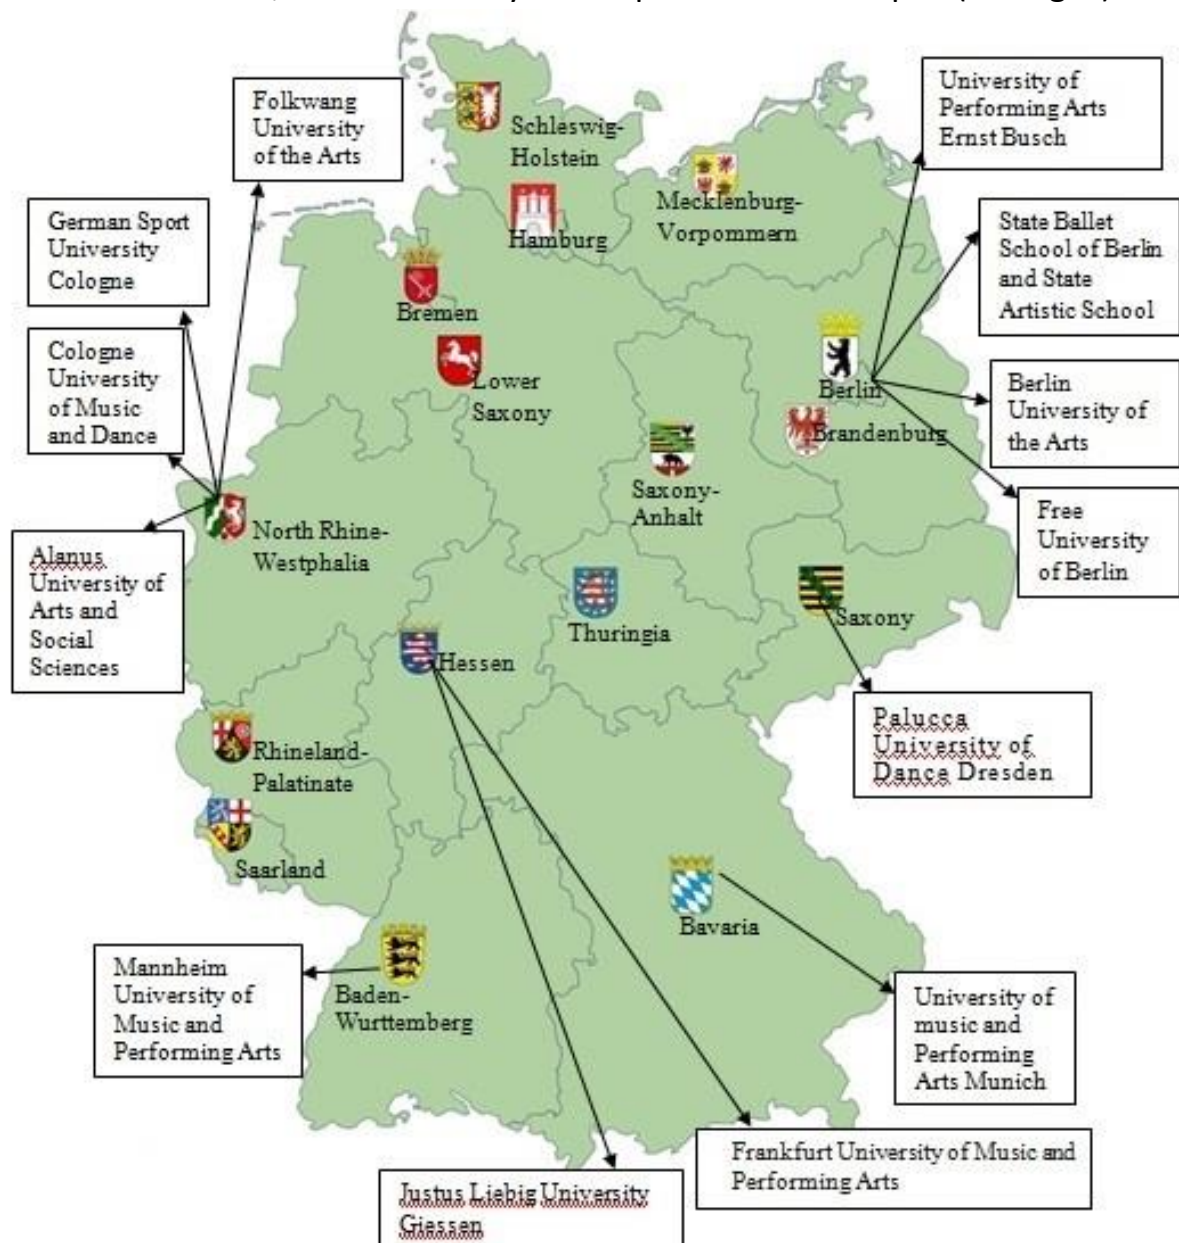 Folkwang
University
of the Arts
University of
Performing Arts
Ernst Busch
Schleswig-
Holstein
Mecklenburg-
Vorpommern
Hamburg
German Sport
University
Cologne
State Ballet
School of Berlin
and State
Artistic School
Bremen
Cologne
University
of Music
and Dance
Lower
Saxony
Berlin
Berlin
University of
the Arts
Brandenburg
Saxony-
Anhalt
Free
University
of Berlin
North Rhine-
Westphalia
Alanus
University of
Arts and
Social
Sciences
Thuringia
Saxony
Hessen
Palucca
University of
Dance Dresden
Rhineland-
Palatinate
Saarland
Bavaria
Mannheim
University of
Music and
Performing Arts
Baden-
Wurttemberg
University of
music and
Performing
Arts Munich
Frankfurt University of Music and
Performing Arts
Justus Liebig University
Giessen